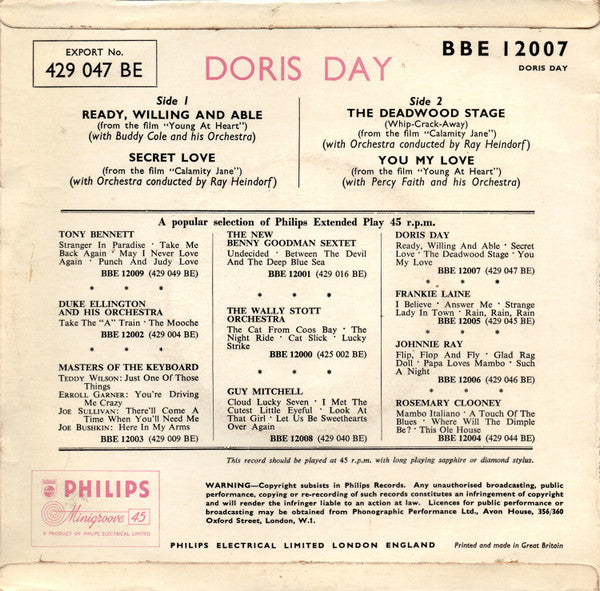 EXPORT No.
429 047 BE
DORIS DAY
BBE 12007
DORIS DAY
Side 1
READY, WILLING AND ABLE
(from the film "Young At Heart")
(with Buddy Cole and his Orchestra)
SECRET LOVE
(from the film "Calamity Jane")
(with Orchestra conducted by Ray Heindorf)
Side 2
THE DEADWOOD STAGE
(Whip-Crack-Away)
(from the film "Calamity Jane")
(with Orchestra conducted by Ray Heindorf)
YOU MY LOVE
(from the film "Young At Heart")
(with Percy Faith and his Orchestra)
A popular selection of Philips Extended Play 45 r.p.m.
TONY BENNETT
Stranger In Paradise · Take Me
Back Again · May I Never Love
Again · Punch And Judy Love
BBE 12009 (429 049 BE)
* * *
DUKE ELLINGTON
AND HIS ORCHESTRA
Take The "A" Train · The Mooche
BBE 12002 (429 004 BE)
* * *
MASTERS OF THE KEYBOARD
TEDDY WILSON: Just One Of Those
Things
ERROLL GARNER: You're Driving
Me Crazy
JOE SULLIVAN: There'll Come A
Time When You'll Need Me
JOE BUSHKIN: Here In My Arms
BBE 12003 (429 009 BE)
THE NEW
BENNY GOODMAN SEXTET
Undecided · Between The Devil
And The Deep Blue Sea
BBE 12001 (429 016 BE)
* * *
THE WALLY STOTT
ORCHESTRA
The Cat From Coos Bay · The
Night Ride · Cat Slick · Lucky
Strike
BBE 12000 (425 002 BE)
* * *
GUY MITCHELL
Cloud Lucky Seven · I Met The
Cutest Little Eyeful · Look At
That Girl · Let Us Be Sweethearts
Over Again
BBE 12008 (429 040 BE)
DORIS DAY
Ready, Willing And Able · Secret
Love · The Deadwood Stage · You
My Love
BBE 12007 (429 047 BE)
* * *
FRANKIE LAINE
I Believe · Answer Me · Strange
Lady In Town · Rain, Rain, Rain
BBE 12005 (429 045 BE)
* * *
JOHNNIE RAY
Flip, Flop And Fly · Glad Rag
Doll · Papa Loves Mambo · Such
A Night
BBE 12006 (429 046 BE)
* * *
ROSEMARY CLOONEY
Mambo Italiano · A Touch Of The
Blues · Where Will The Dimple
Be? · This Ole House
BBE 12004 (429 044 BE)
This record should be played at 45 r.p.m. with long playing sapphire or diamond stylus.
PHILIPS
PHILIPS
Minigroove 45
A PRODUCT OF PHILIPS ELECTRICAL LIMITED
WARNING—Copyright subsists in Philips Records. Any unauthorised broadcasting, public
performance, copying or re-recording of such records constitutes an infringement of copyright
and will render the infringer liable to an action at law. Licences for public performance or
broadcasting may be obtained from Phonographic Performance Ltd., Avon House, 356/360
Oxford Street, London, W.1.
PHILIPS ELECTRICAL LIMITED LONDON ENGLAND
Printed and made in Great Britain